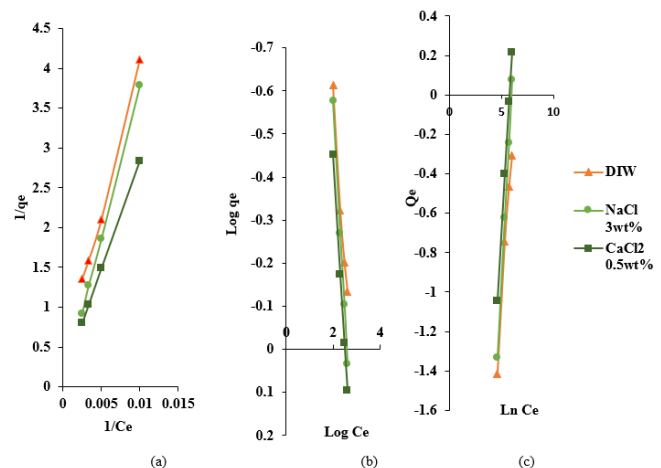 4.5
4
3.5
3
2.5
2
1.5
1
0.5
0
0
0.005
0.01
0.015
1/qe
1/Ce
(a)
-0.7
-0.6
-0.5
-0.4
-0.3
-0.2
-0.1
0
0.1
0.2
0
2
4
Log qe
Log Ce
(b)
0.4
0.2
0
-0.2
-0.4
-0.6
-0.8
-1
-1.2
-1.4
-1.6
0
5
10
Qe
Ln Ce
(c)
DIW
NaCl
3wt%
CaCl2
0.5wt%